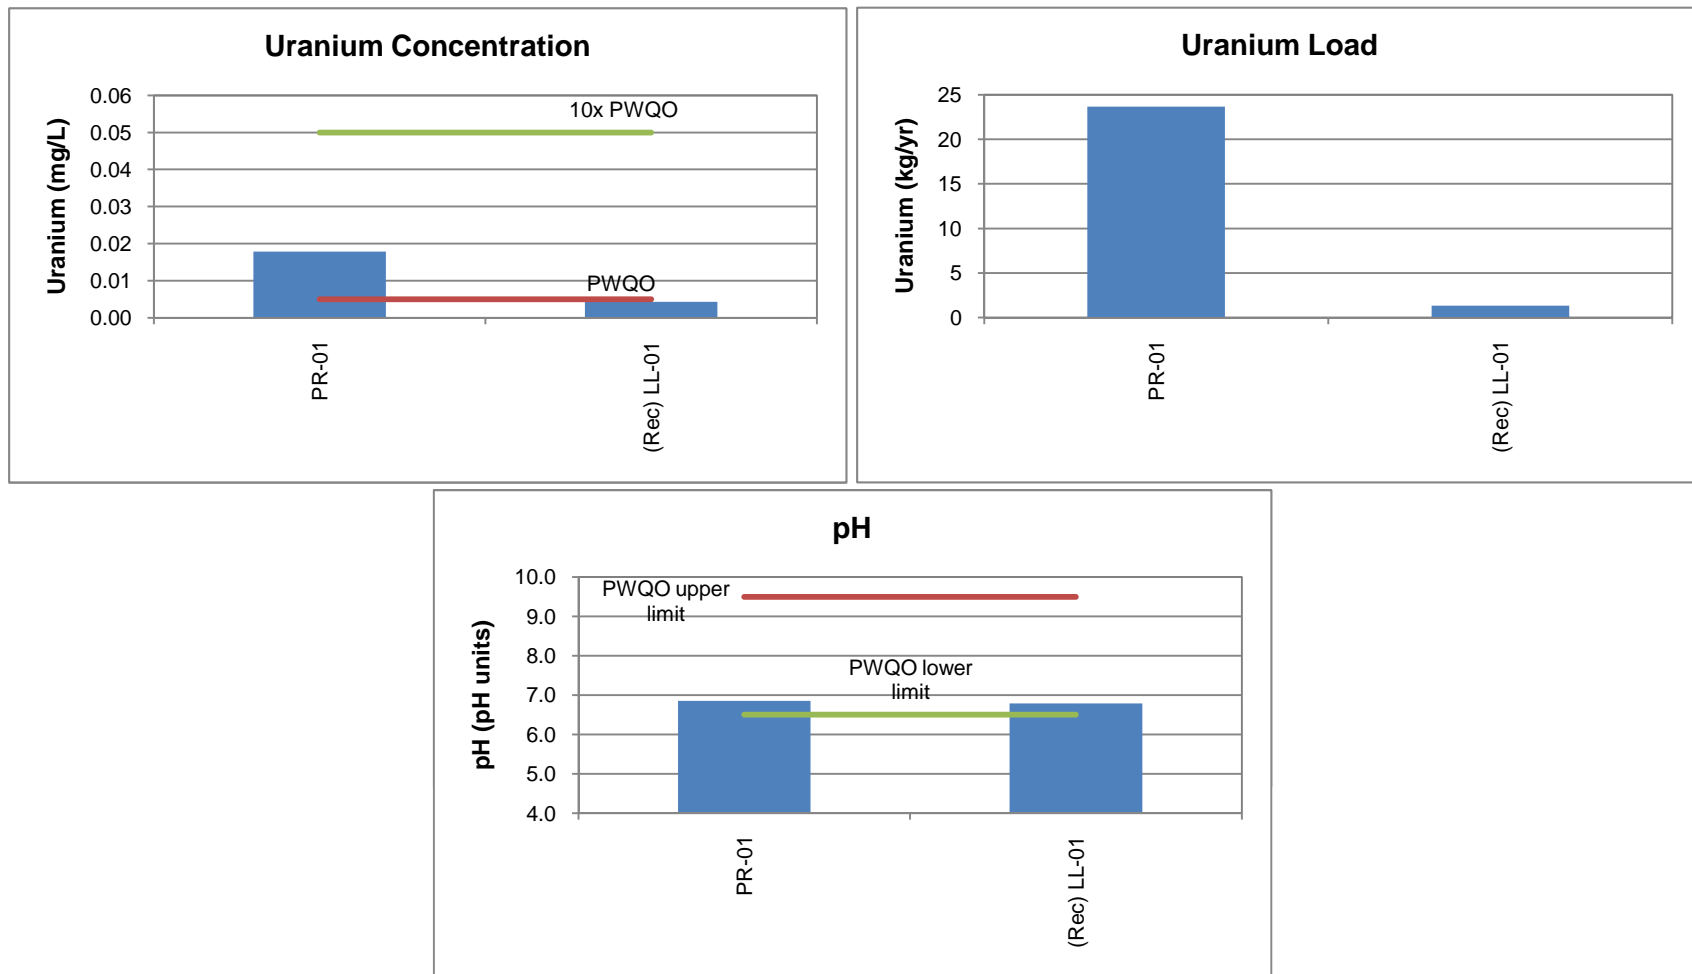 Uranium Concentration
Uranium (mg/L)
0.06
0.05
0.04
0.03
0.02
0.01
0.00
10x PWQO
PWQO
PR-01
(Rec) LL-01
Uranium Load
Uranium (kg/yr)
25
20
15
10
5
0
PR-01
(Rec) LL-01
pH
pH (pH units)
10.0
9.0
8.0
7.0
6.0
5.0
4.0
PWQO upper
limit
PWQO lower
limit
PR-01
(Rec) LL-01